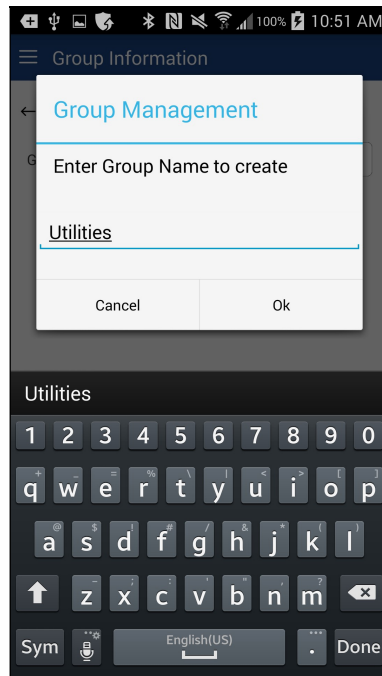 100% 10:51 AM
Group Information
G
Group Management
Enter Group Name to create
Utilities
Cancel Ok
Utilities
1 2 3 4 5 6 7 8 9 0
q w e r t y u i o p
a s d f g h j k l
z x c v b n m
Sym English(US) . Done